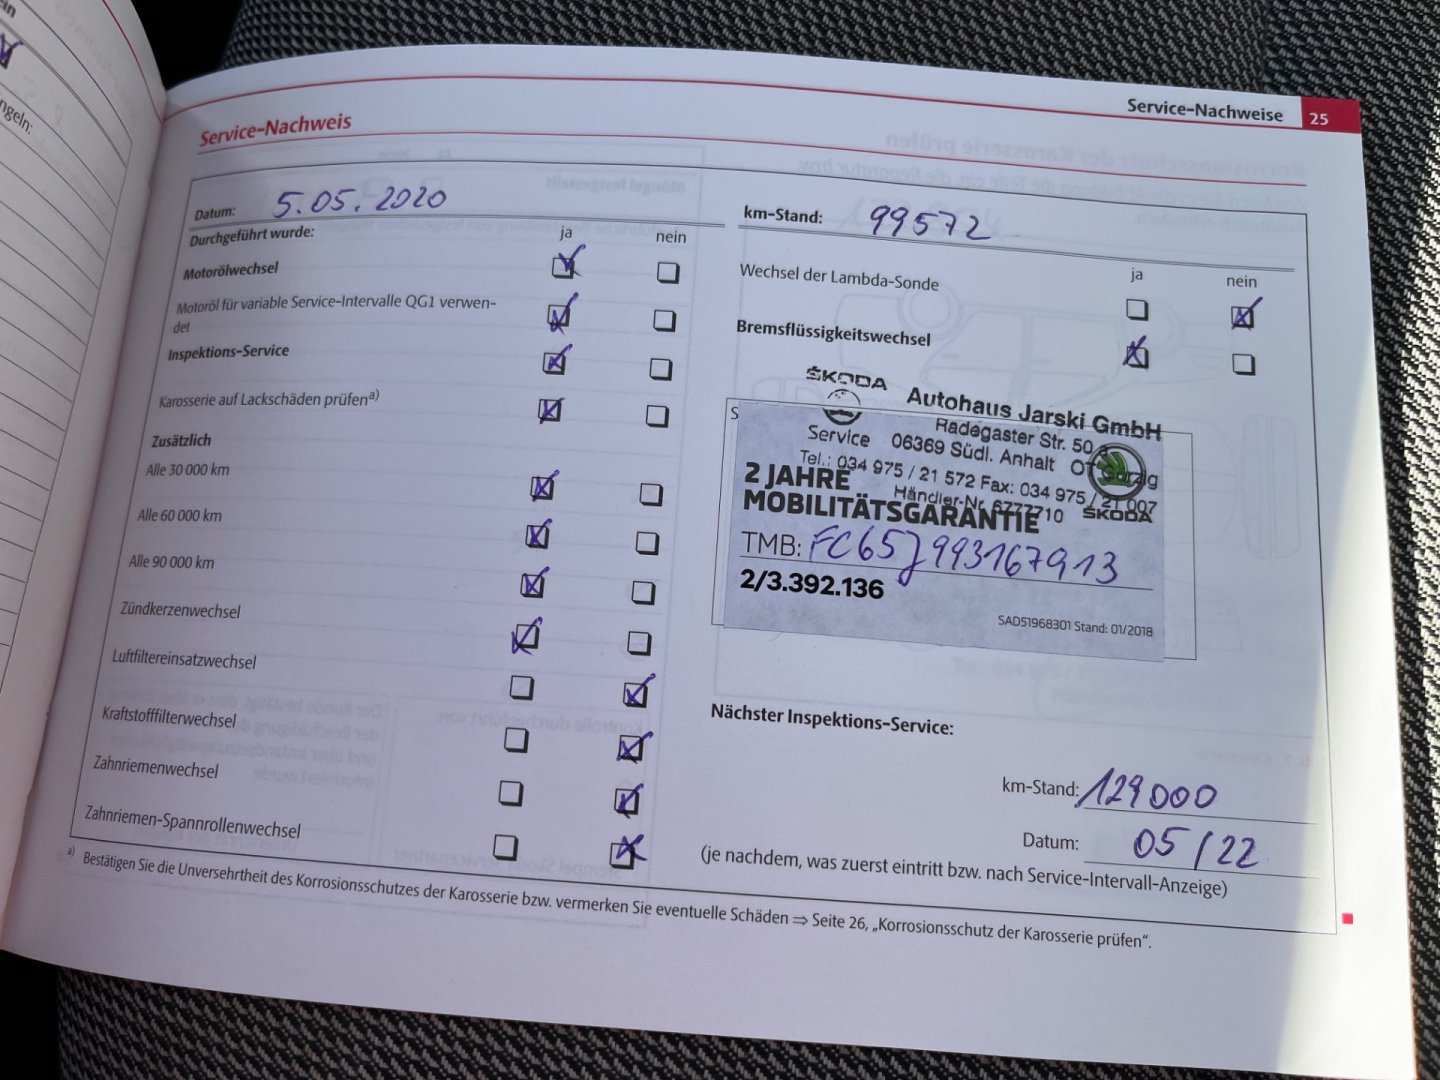 Service-Nachweise 25
Service-Nachweis
Datum: 5.05.2020
Durchgeführt wurde: ja nein
Motorölwechsel
Motoröl für variable Service-Intervalle QG1 verwen-
det
Inspektions-Service
Karosserie auf Lackschäden prüfen a)
Zusätzlich
Alle 30 000 km
Alle 60 000 km
Alle 90 000 km
Zündkerzenwechsel
Luftfiltereinsatzwechsel
Kraftstofffilterwechsel
Zahnriemenwechsel
Zahnriemen-Spannrollenwechsel
km-Stand: 99572
ja nein
Wechsel der Lambda-Sonde
Bremsflüssigkeitswechsel
ŠKODA
Service
Autohaus Jarski GmbH
Radegaster Str. 50
06369 Südl. Anhalt OT
Tel.: 034 975 / 21 572 Fax: 034 975 / 21 007
Händler-Nr. 6777710
ŠKODA
2 JAHRE
MOBILITÄTSGARANTIE
TMB: FC65J993167913
2/3.392.136
SAD51968301 Stand: 01/2018
Nächster Inspektions-Service:
km-Stand: 129000
Datum: 05/22
(je nachdem, was zuerst eintritt bzw. nach Service-Intervall-Anzeige)
a) Bestätigen Sie die Unversehrtheit des Korrosionsschutzes der Karosserie bzw. vermerken Sie eventuelle Schäden ⇒ Seite 26, „Korrosionsschutz der Karosserie prüfen“.